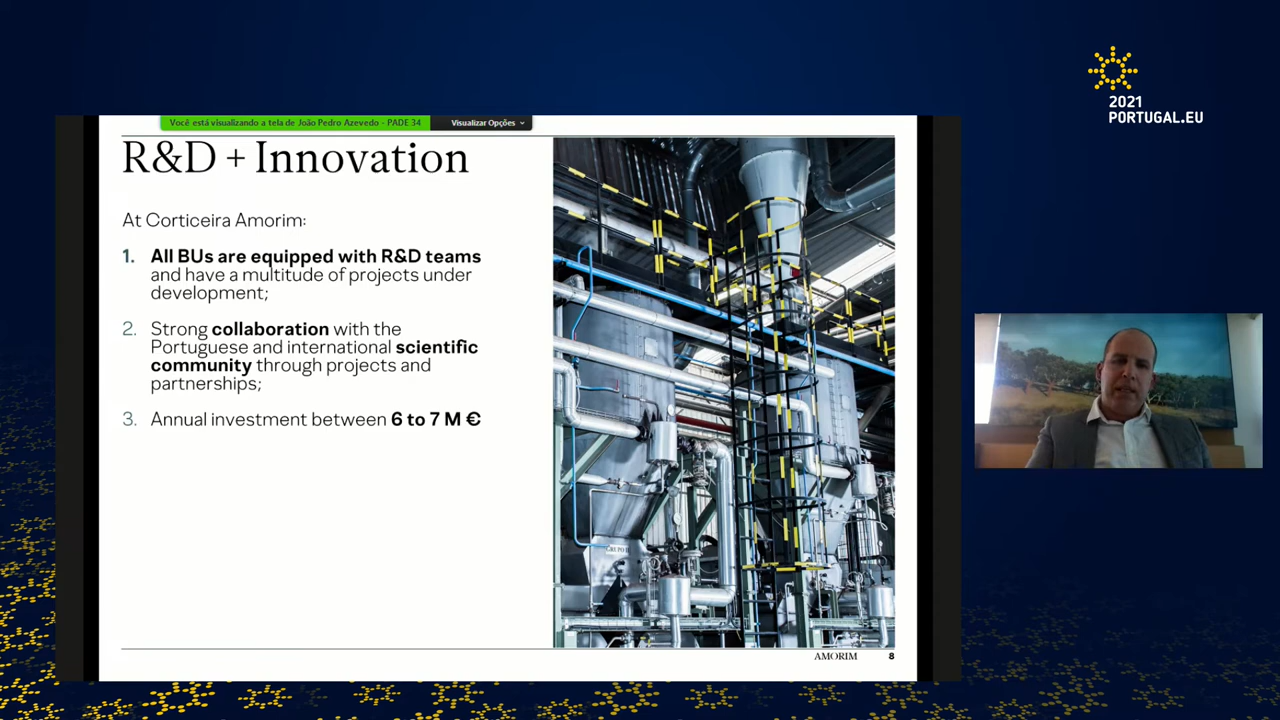 2021
PORTUGAL.EU
Você está visualizando a tela de João Pedro Azevedo - PADE 34
Visualizar Opções
R&D + Innovation
At Corticeira Amorim:
1. All BUs are equipped with R&D teams
and have a multitude of projects under
development;
2. Strong collaboration with the
Portuguese and international scientific
community through projects and
partnerships;
3. Annual investment between 6 to 7 M €
AMORIM
8